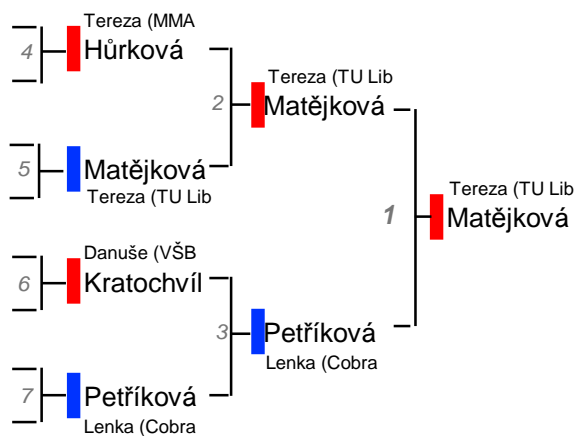 Tereza (MMA
4
Hůrková
Tereza (TU Lib
2
Matějková
5
Matějková
Tereza (TU Lib
Tereza (TU Lib
1
Matějková
Danuše (VŠB
6
Kratochvíl
3
Petříková
Lenka (Cobra
7
Petříková
Lenka (Cobra